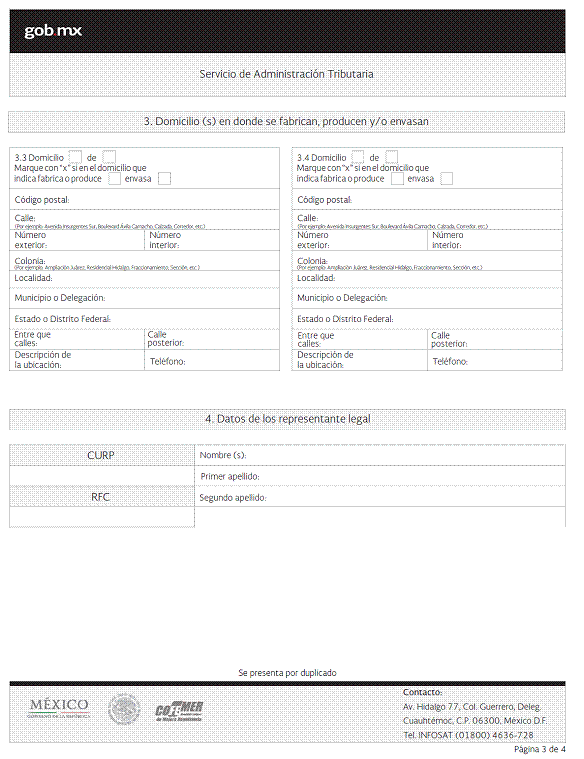 gob.mx
Servicio de Administración Tributaria
3. Domicilio (s) en donde se fabrican, producen y/o envasan
3.3 Domicilio de
Marque con "x" si en el domicilio que
indica fabrica o produce envasa
Código postal:
Calle:
(Por ejemplo: Avenida Insurgentes Sur, Boulevard Ávila Camacho, Calzada, Corredor, etc.)
Número exterior: Número interior:
Colonia:
(Por ejemplo: Ampliación Juárez, Residencial Hidalgo, Fraccionamiento, Sección, etc.)
Localidad:
Municipio o Delegación:
Estado o Distrito Federal:
Entre que calles: Calle posterior:
Descripción de la ubicación: Teléfono:
3.4 Domicilio de
Marque con "x" si en el domicilio que
indica fabrica o produce envasa
Código postal:
Calle:
(Por ejemplo: Avenida Insurgentes Sur, Boulevard Ávila Camacho, Calzada, Corredor, etc.)
Número exterior: Número interior:
Colonia:
(Por ejemplo: Ampliación Juárez, Residencial Hidalgo, Fraccionamiento, Sección, etc.)
Localidad:
Municipio o Delegación:
Estado o Distrito Federal:
Entre que calles: Calle posterior:
Descripción de la ubicación: Teléfono:
4. Datos de los representante legal
CURP Nombre (s):
Primer apellido:
RFC Segundo apellido:
Se presenta por duplicado
MÉXICO
GOBIERNO DE LA REPÚBLICA
COFEMER
de Mejora Regulatoria
Contacto:
Av. Hidalgo 77, Col. Guerrero, Deleg.
Cuauhtémoc, C.P. 06300, México D.F.
Tel. INFOSAT (01800) 4636-728
Página 3 de 4